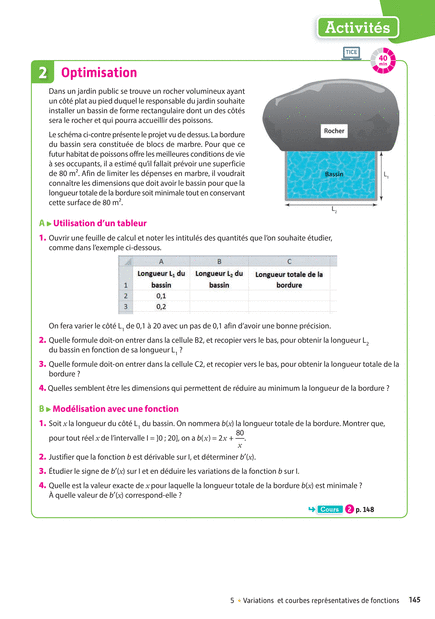 Activités
TICE
40
min
2 Optimisation
Dans un jardin public se trouve un rocher volumineux ayant
un côté plat au pied duquel le responsable du jardin souhaite
installer un bassin de forme rectangulaire dont un des côtés
sera le rocher et qui pourra accueillir des poissons.
Le schéma ci-contre présente le projet vu de dessus. La bordure
du bassin sera constituée de blocs de marbre. Pour que ce
futur habitat de poissons offre les meilleures conditions de vie
à ses occupants, il a estimé qu'il fallait prévoir une superficie
de 80 m². Afin de limiter les dépenses en marbre, il voudrait
connaître les dimensions que doit avoir le bassin pour que la
longueur totale de la bordure soit minimale tout en conservant
cette surface de 80 m².
Rocher
Bassin
L₁
L₂
A ▸ Utilisation d'un tableur
1. Ouvrir une feuille de calcul et noter les intitulés des quantités que l'on souhaite étudier,
comme dans l'exemple ci-dessous.
A B C
Longueur L₁ du Longueur L₂ du Longueur totale de la
1 bassin bassin bordure
2 0,1
3 0,2
On fera varier le côté L₁ de 0,1 à 20 avec un pas de 0,1 afin d'avoir une bonne précision.
2. Quelle formule doit-on entrer dans la cellule B2, et recopier vers le bas, pour obtenir la longueur L₂
du bassin en fonction de sa longueur L₁ ?
3. Quelle formule doit-on entrer dans la cellule C2, et recopier vers le bas, pour obtenir la longueur totale de la
bordure ?
4. Quelles semblent être les dimensions qui permettent de réduire au minimum la longueur de la bordure ?
B ▸ Modélisation avec une fonction
1. Soit x la longueur du côté L₁ du bassin. On nommera b(x) la longueur totale de la bordure. Montrer que,
pour tout réel x de l'intervalle I = ]0 ; 20], on a b(x) = 2x + 80/x.
2. Justifier que la fonction b est dérivable sur I, et déterminer b'(x).
3. Étudier le signe de b'(x) sur I et en déduire les variations de la fonction b sur I.
4. Quelle est la valeur exacte de x pour laquelle la longueur totale de la bordure b(x) est minimale ?
À quelle valeur de b'(x) correspond-elle ?
Cours 2 p. 148
5 • Variations et courbes représentatives de fonctions 145